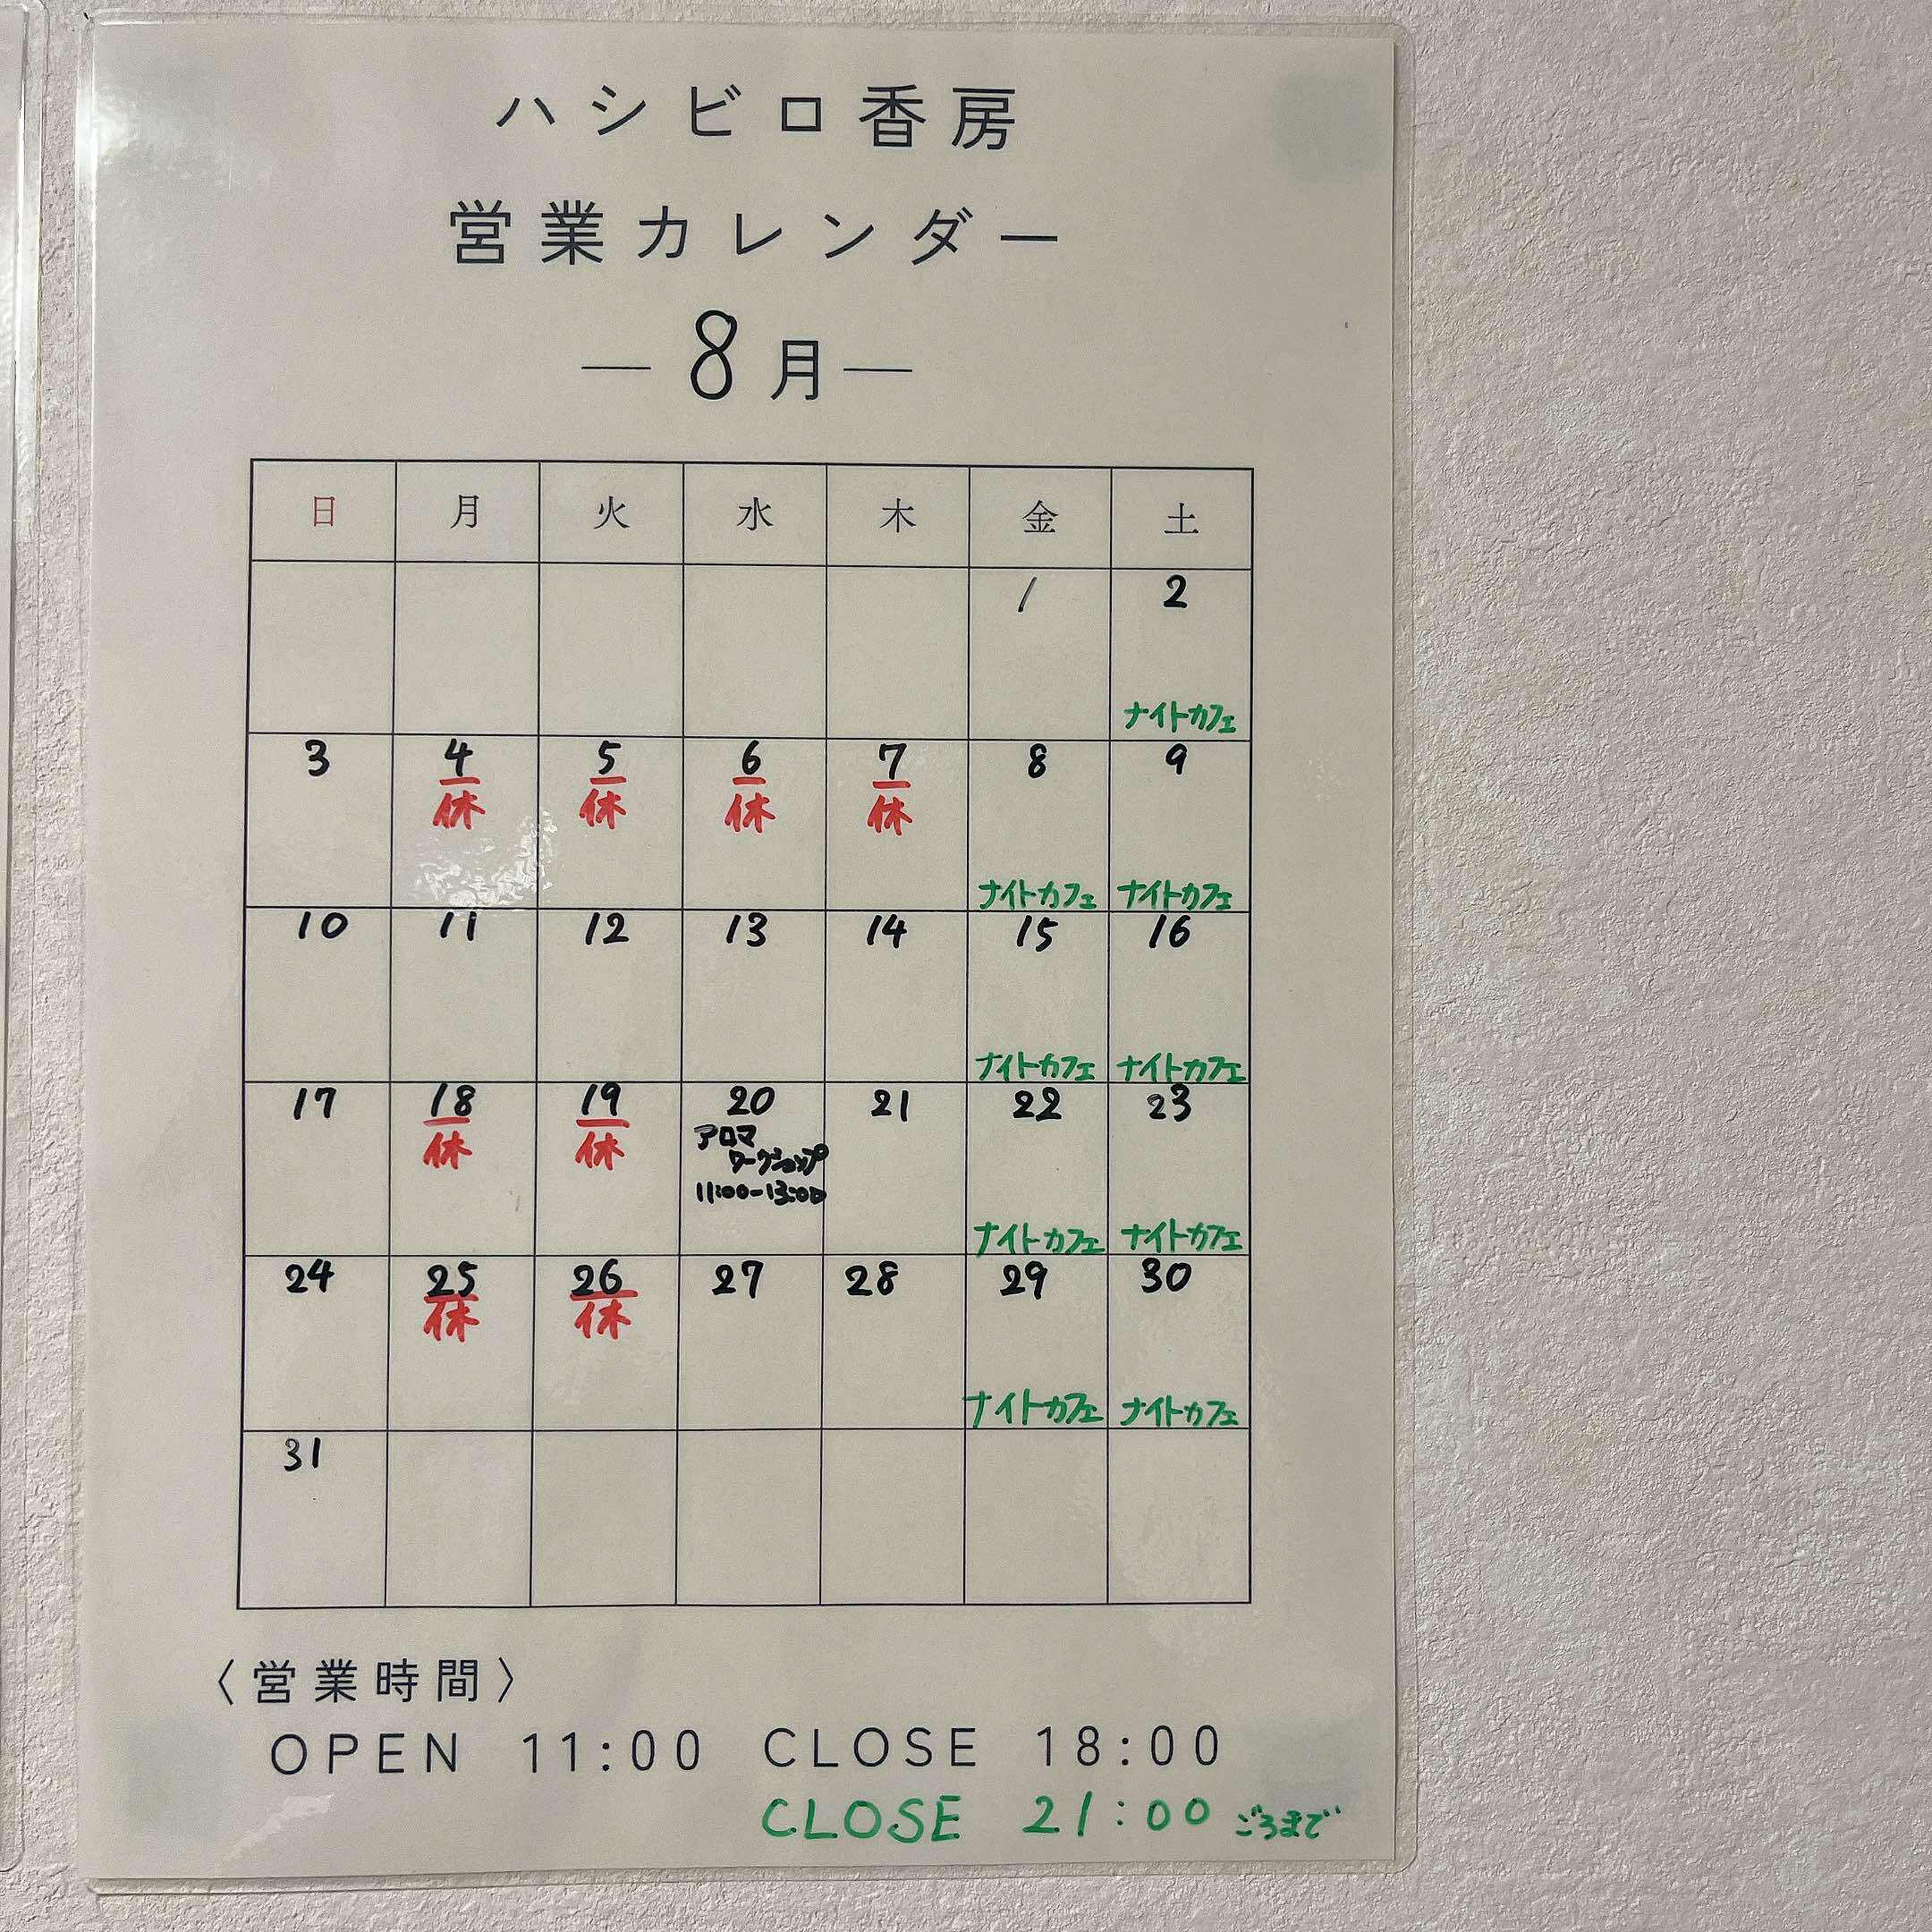 ハシビロ香房
営業カレンダー
―8月―
日 月 火 水 木 金 土
1 2
ナイトカフェ
3 4 5 6 7 8 9
休 休 休 休
ナイトカフェ ナイトカフェ
10 11 12 13 14 15 16
ナイトカフェ ナイトカフェ
17 18 19 20 21 22 23
休 休 アロマ
ワークショップ
11:00-13:00
ナイトカフェ ナイトカフェ
24 25 26 27 28 29 30
休 休
ナイトカフェ ナイトカフェ
31
〈営業時間〉
OPEN 11:00 CLOSE 18:00
CLOSE 21:00 ごろまで